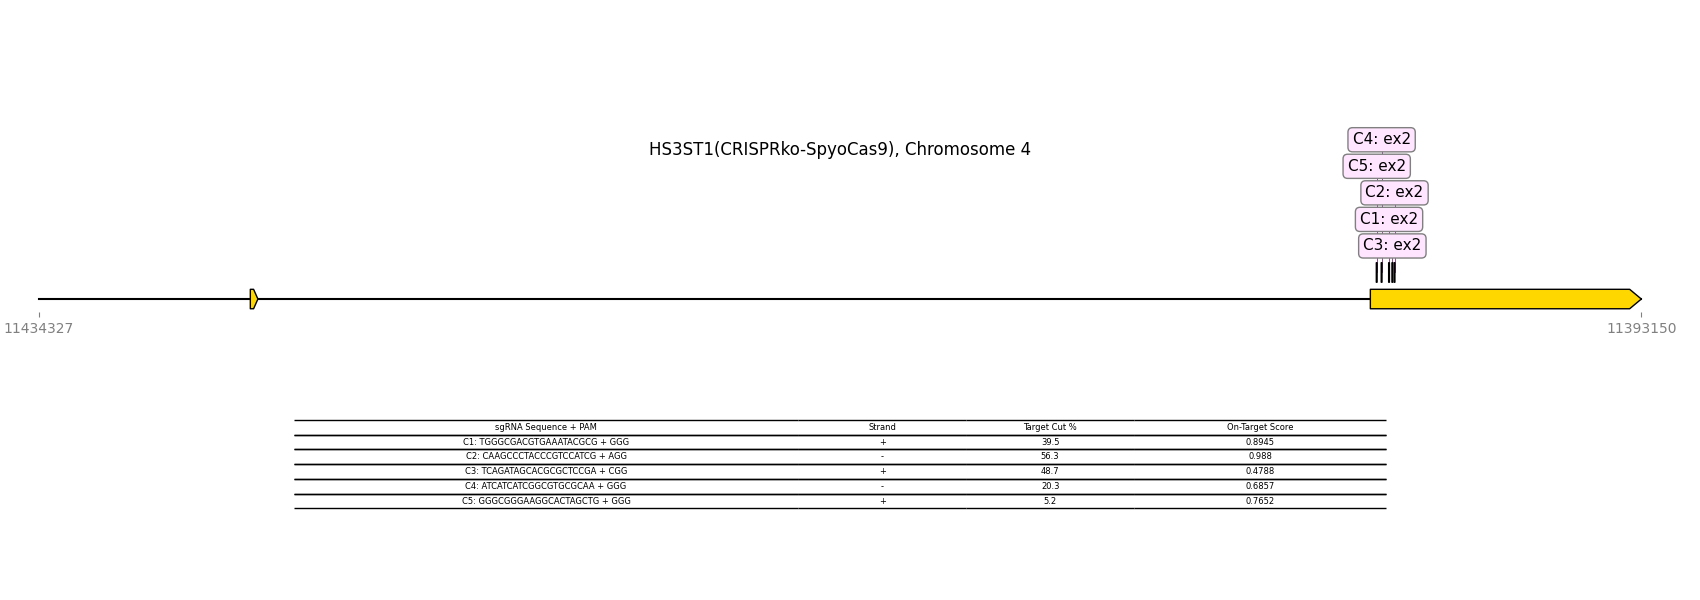 HS3ST1(CRISPRko-SpyoCas9), Chromosome 4
C4: ex2
C5: ex2
C2: ex2
C1: ex2
C3: ex2
11434327 11393150
sgRNA Sequence + PAM Strand Target Cut % On-Target Score
C1: TGGGCGACGTGAAATACGCG + GGG + 39.5 0.8945
C2: CAAGCCCTACCCGTCCATCG + AGG - 56.3 0.988
C3: TCAGATAGCACGCGCTCCGA + CGG + 48.7 0.4788
C4: ATCATCATCGGCGTGCGCAA + GGG - 20.3 0.6857
C5: GGGCGGGAAGGCACTAGCTG + GGG + 5.2 0.7652